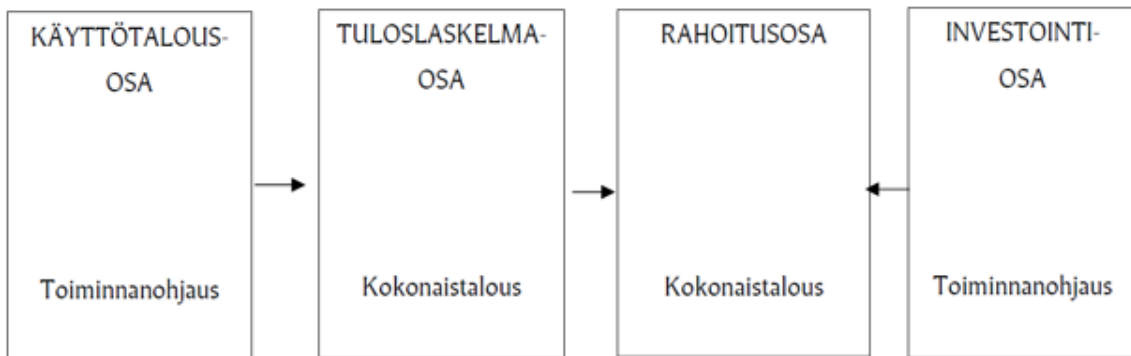 KÄYTTÖTALOUS-
OSA
Toiminnanohjaus
TULOSLASKELMA-
OSA
Kokonaistalous
RAHOITUSOSA
Kokonaistalous
INVESTOINTI-
OSA
Toiminnanohjaus